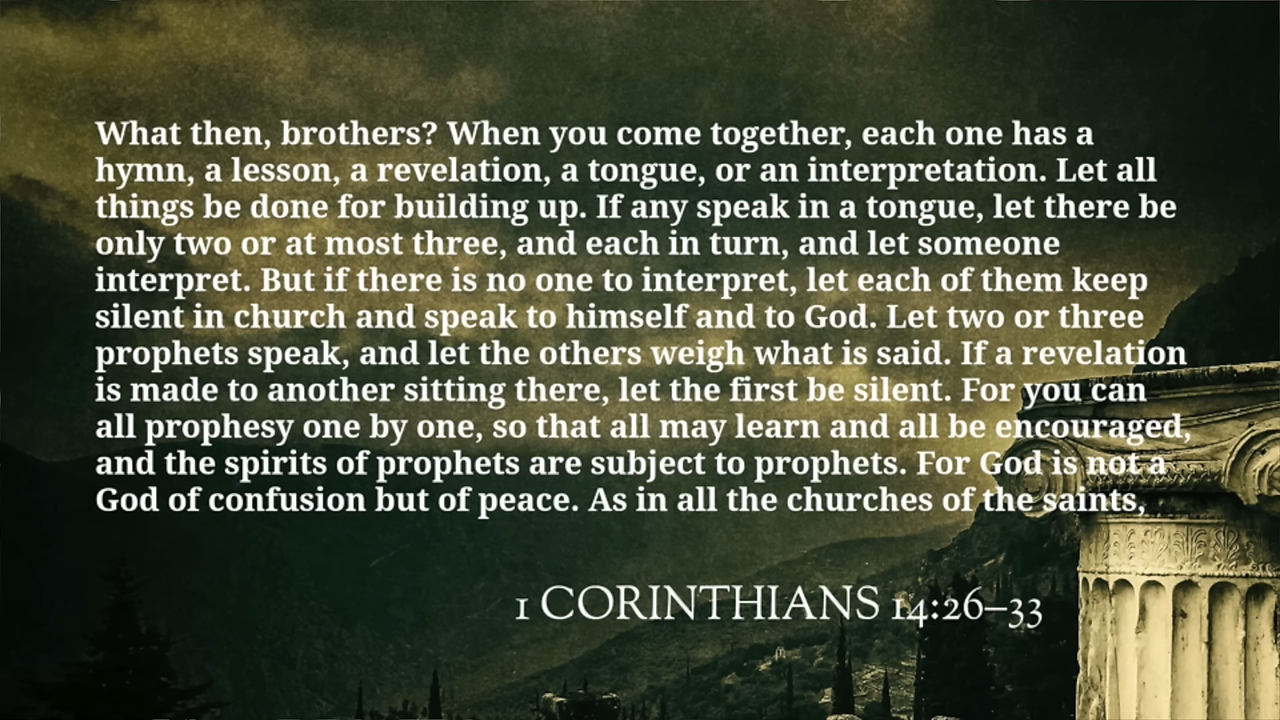 What then, brothers? When you come together, each one has a
hymn, a lesson, a revelation, a tongue, or an interpretation. Let all
things be done for building up. If any speak in a tongue, let there be
only two or at most three, and each in turn, and let someone
interpret. But if there is no one to interpret, let each of them keep
silent in church and speak to himself and to God. Let two or three
prophets speak, and let the others weigh what is said. If a revelation
is made to another sitting there, let the first be silent. For you can
all prophesy one by one, so that all may learn and all be encouraged,
and the spirits of prophets are subject to prophets. For God is not a
God of confusion but of peace. As in all the churches of the saints,
1 CORINTHIANS 14:26–33